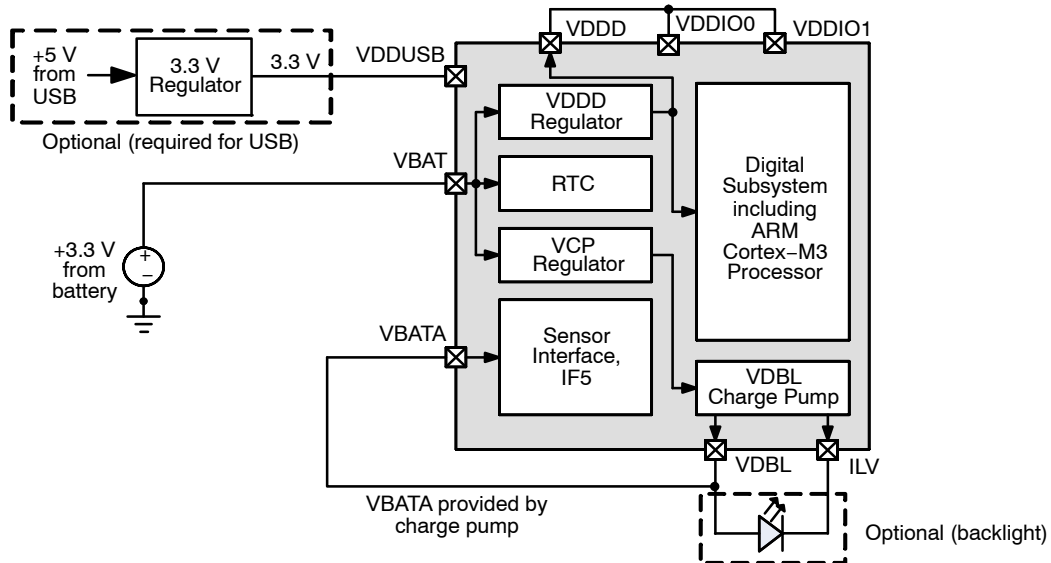 VDDD
VDDIO0
VDDIO1
+5 V
from
USB
3.3 V
Regulator
3.3 V
VDDUSB
Optional (required for USB)
VDDD
Regulator
VBAT
RTC
Digital
Subsystem
including
ARM
Cortex−M3
Processor
+3.3 V
from
battery
+
−
VCP
Regulator
VBATA
Sensor
Interface,
IF5
VDBL
Charge Pump
VDBL
ILV
VBATA provided by
charge pump
Optional (backlight)